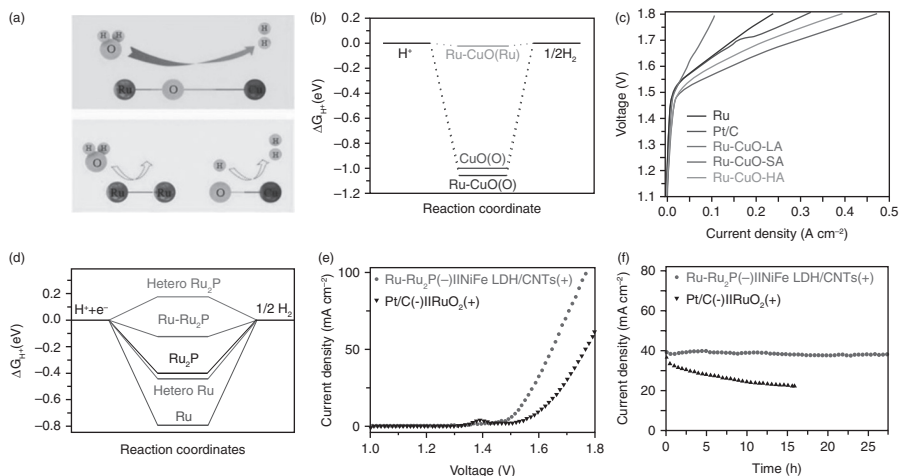 (a)
H H
O
H
H
Ru
O
Cu
H H
O
H
H
H
Ru
Ru
O
Cu
(b)
ΔG_H* (eV)
0.0
-0.2
-0.4
-0.6
-0.8
-1.0
-1.2
H⁺
Ru-CuO(Ru)
1/2H₂
CuO(O)
Ru-CuO(O)
Reaction coordinate
(c)
Voltage (V)
1.8
1.7
1.6
1.5
1.4
1.3
1.2
1.1
Ru
Pt/C
Ru-CuO-LA
Ru-CuO-SA
Ru-CuO-HA
0.0 0.1 0.2 0.3 0.4 0.5
Current density (A cm⁻²)
(d)
ΔG_H* (eV)
0.2
0.0
-0.2
-0.4
-0.6
-0.8
Hetero Ru₂P
H⁺+e⁻
1/2 H₂
Ru-Ru₂P
Ru₂P
Hetero Ru
Ru
Reaction coordinates
(e)
Current density (mA cm⁻²)
100
50
0
Ru-Ru₂P(−)IINiFe LDH/CNTs(+)
Pt/C(-)IIRuO₂(+)
1.0 1.2 1.4 1.6 1.8
Voltage (V)
(f)
Current density (mA cm⁻²)
80
60
40
20
0
Ru-Ru₂P(−)IINiFe LDH/CNTs(+)
Pt/C(-)IIRuO₂(+)
0 5 10 15 20 25
Time (h)